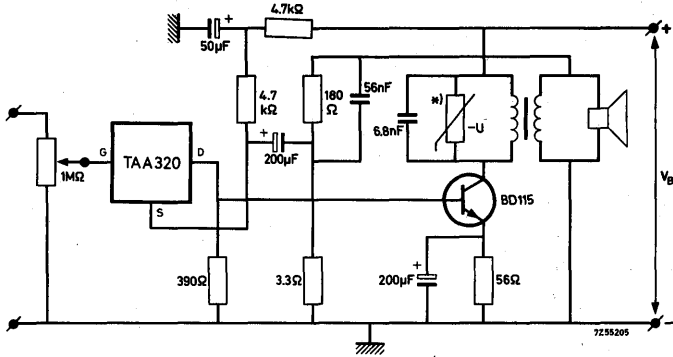 4.7kΩ
+
50µF
+
4.7
kΩ
180
Ω
56nF
6.8nF
*)
-U
+
200µF
G
TAA320
D
S
1MΩ
BD115
V_B
390Ω
3.3Ω
+
200µF
56Ω
7Z55205
-